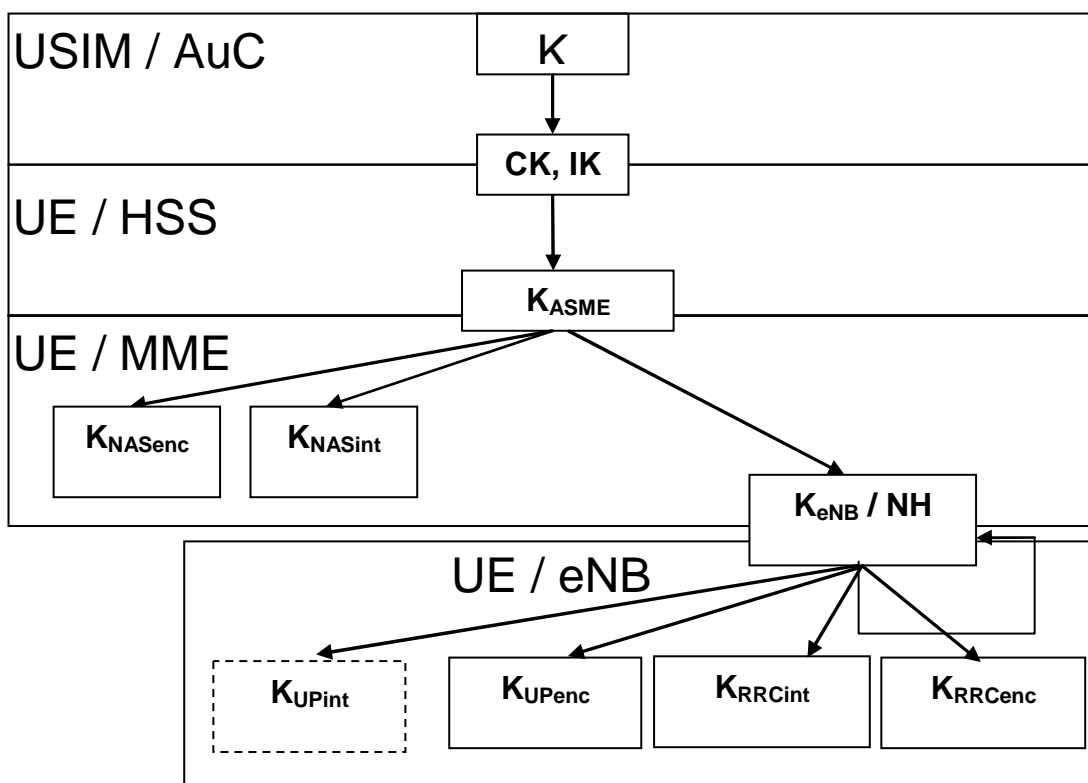 USIM / AuC
K
CK, IK
UE / HSS
KASME
UE / MME
KNASenc
KNASint
KeNB / NH
UE / eNB
KUPint
KUPenc
KRRCint
KRRCenc